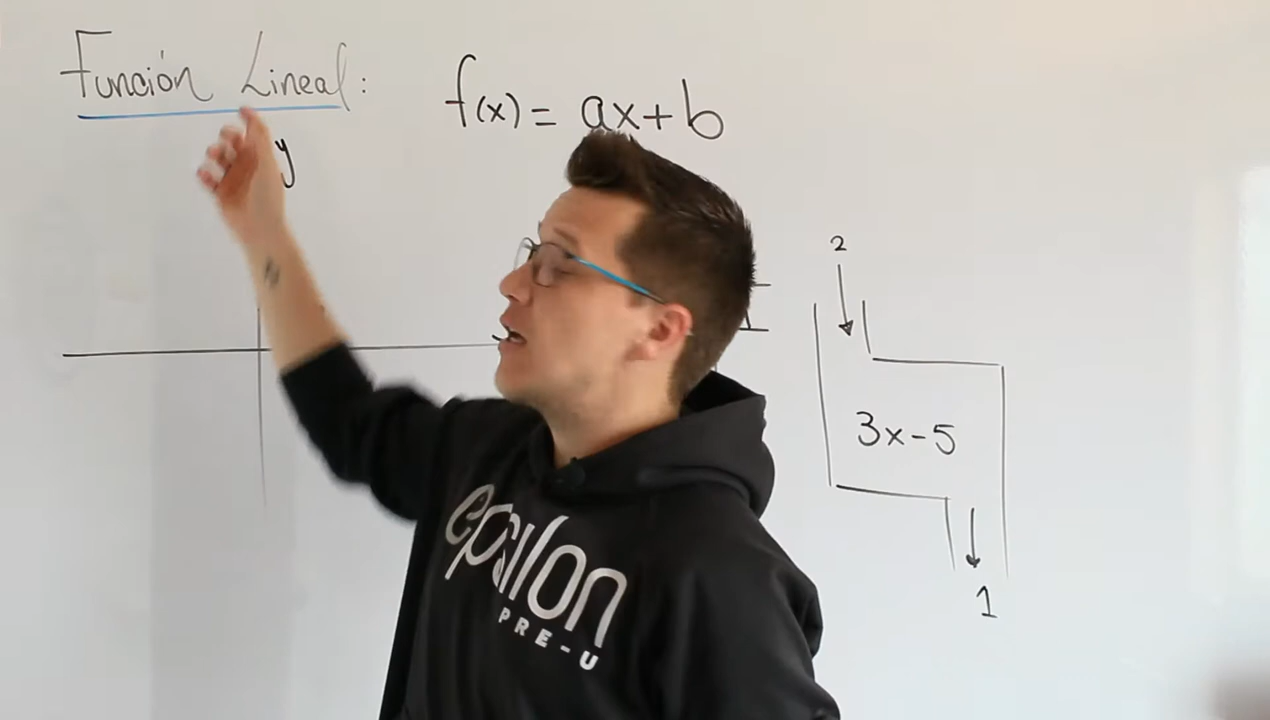 Función Lineal:
f(x) = ax+b
y
2
3x-5
1
epsilon
PRE-U